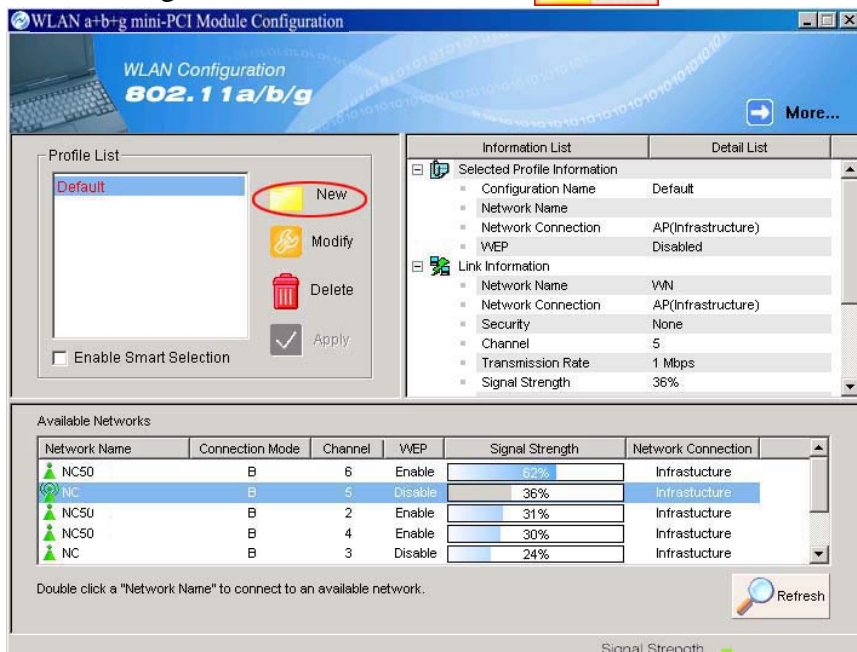 WLAN a+b+g mini-PCI Module Configuration
WLAN Configuration
802.11a/b/g
More...
Profile List
Default
New
Modify
Delete
Apply
Enable Smart Selection
Information List Detail List
Selected Profile Information
Configuration Name Default
Network Name
Network Connection AP(Infrastructure)
WEP Disabled
Link Information
Network Name WN
Network Connection AP(Infrastructure)
Security None
Channel 5
Transmission Rate 1 Mbps
Signal Strength 36%
Available Networks
Network Name Connection Mode Channel WEP Signal Strength Network Connection
NC50 B 6 Enable 62% Infrastucture
NC B 5 Disable 36% Infrastucture
NC50 B 2 Enable 31% Infrastucture
NC50 B 4 Enable 30% Infrastucture
NC B 3 Disable 24% Infrastucture
Double click a "Network Name" to connect to an available network.
Refresh
Signal Strength